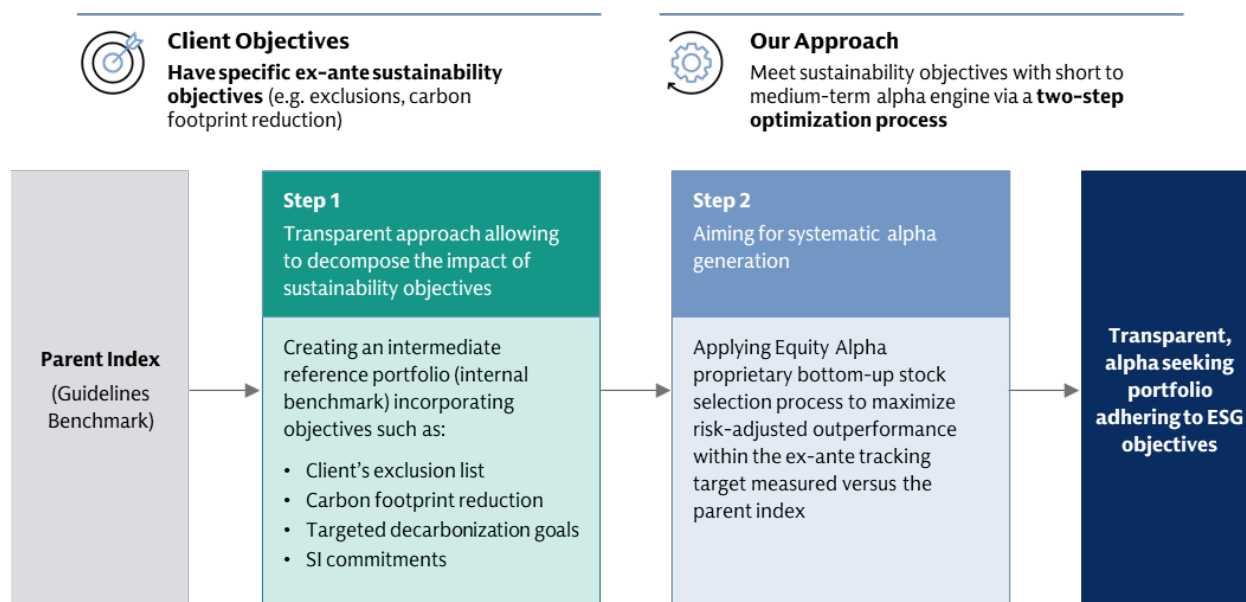 Client Objectives
Have specific ex-ante sustainability
objectives (e.g. exclusions, carbon
footprint reduction)
Our Approach
Meet sustainability objectives with short to
medium-term alpha engine via a two-step
optimization process
Parent Index
(Guidelines
Benchmark)
Step 1
Transparent approach allowing
to decompose the impact of
sustainability objectives
Creating an intermediate
reference portfolio (internal
benchmark) incorporating
objectives such as:
• Client's exclusion list
• Carbon footprint reduction
• Targeted decarbonization goals
• SI commitments
Step 2
Aiming for systematic alpha
generation
Applying Equity Alpha
proprietary bottom-up stock
selection process to maximize
risk-adjusted outperformance
within the ex-ante tracking
target measured versus the
parent index
Transparent,
alpha seeking
portfolio
adhering to ESG
objectives